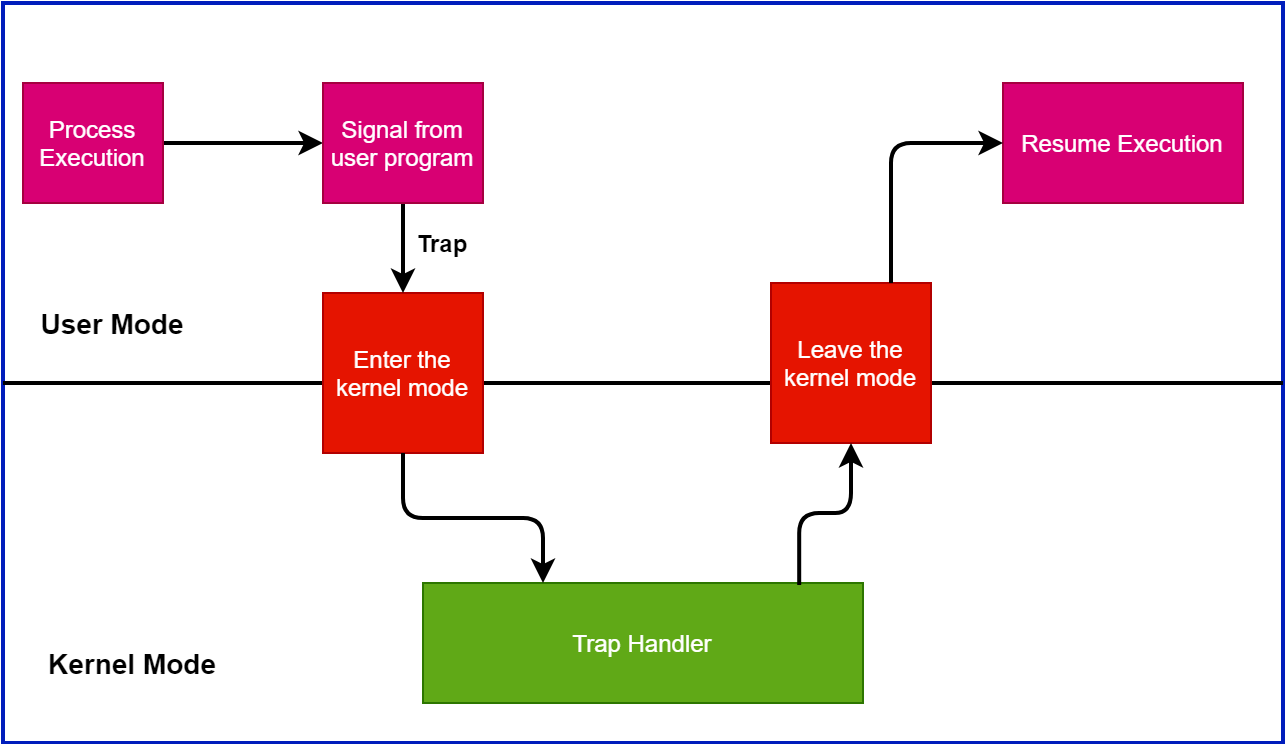 Process
Execution
Signal from
user program
Resume Execution
Trap
User Mode
Enter the
kernel mode
Leave the
kernel mode
Trap Handler
Kernel Mode